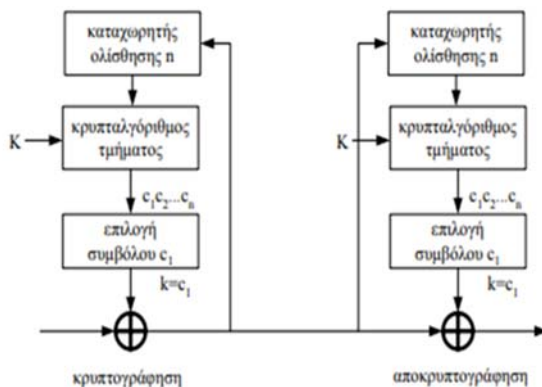 καταχωρητής
ολίσθησης n
K
κρυπταλγόριθμος
τμήματος
c₁c₂...cₙ
επιλογή
συμβόλου c₁
k=c₁
κρυπτογράφηση
καταχωρητής
ολίσθησης n
K
κρυπταλγόριθμος
τμήματος
c₁c₂...cₙ
επιλογή
συμβόλου c₁
k=c₁
αποκρυπτογράφηση